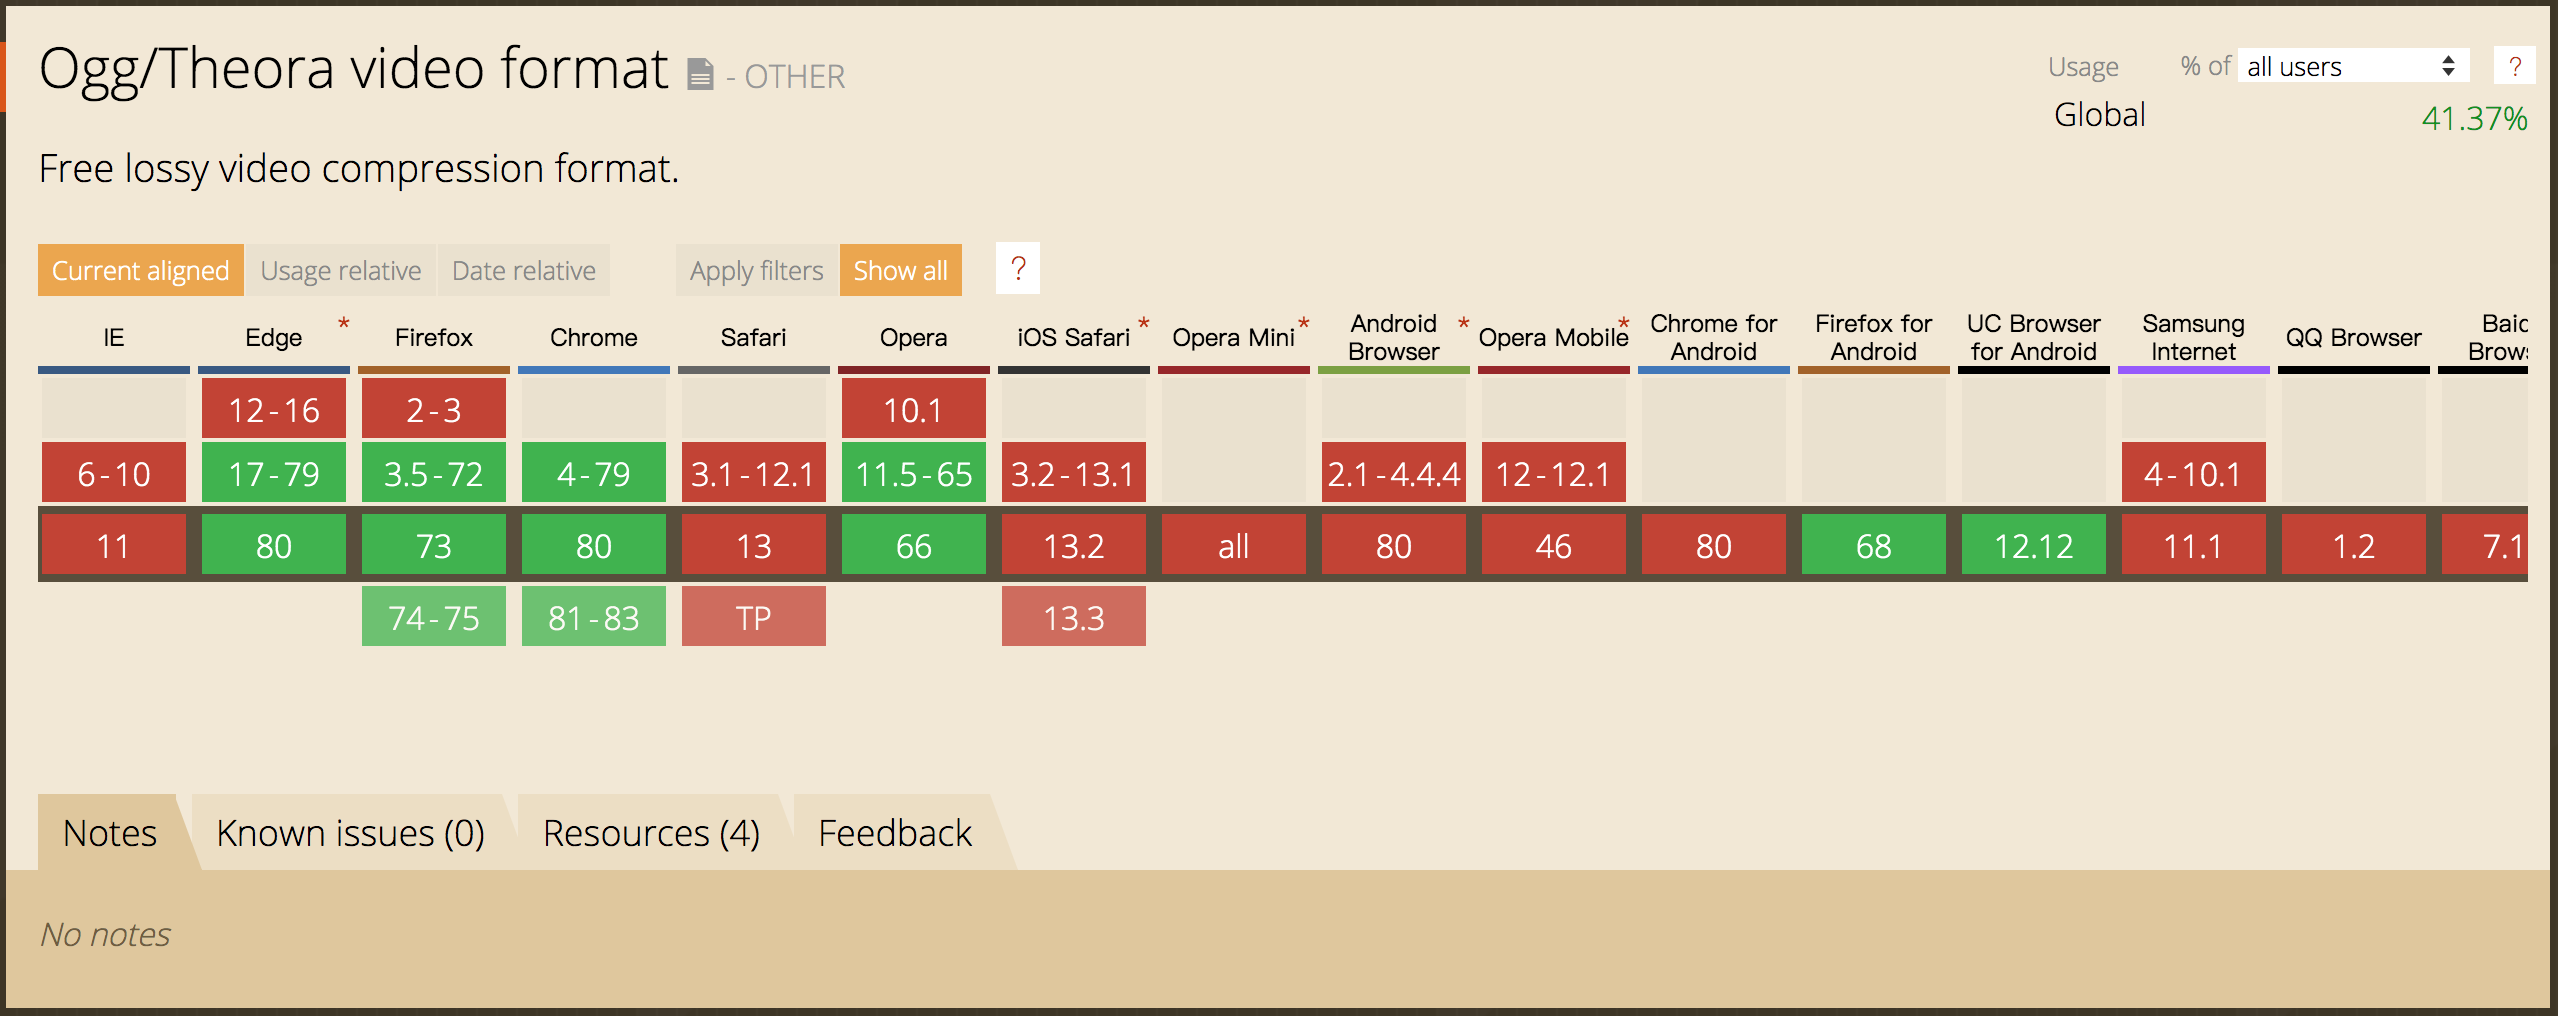 Ogg/Theora video format - OTHER
Usage % of all users ?
Global 41.37%
Free lossy video compression format.
Current aligned Usage relative Date relative Apply filters Show all ?
IE Edge * Firefox Chrome Safari Opera iOS Safari * Opera Mini * Android Browser * Opera Mobile * Chrome for Android Firefox for Android UC Browser for Android Samsung Internet QQ Browser
12-16 2-3 10.1
6-10 17-79 3.5-72 4-79 3.1-12.1 11.5-65 3.2-13.1 2.1-4.4.4 12-12.1 4-10.1
11 80 73 80 13 66 13.2 all 80 46 80 68 12.12 11.1 1.2 7.1
74-75 81-83 TP 13.3
Notes Known issues (0) Resources (4) Feedback
No notes